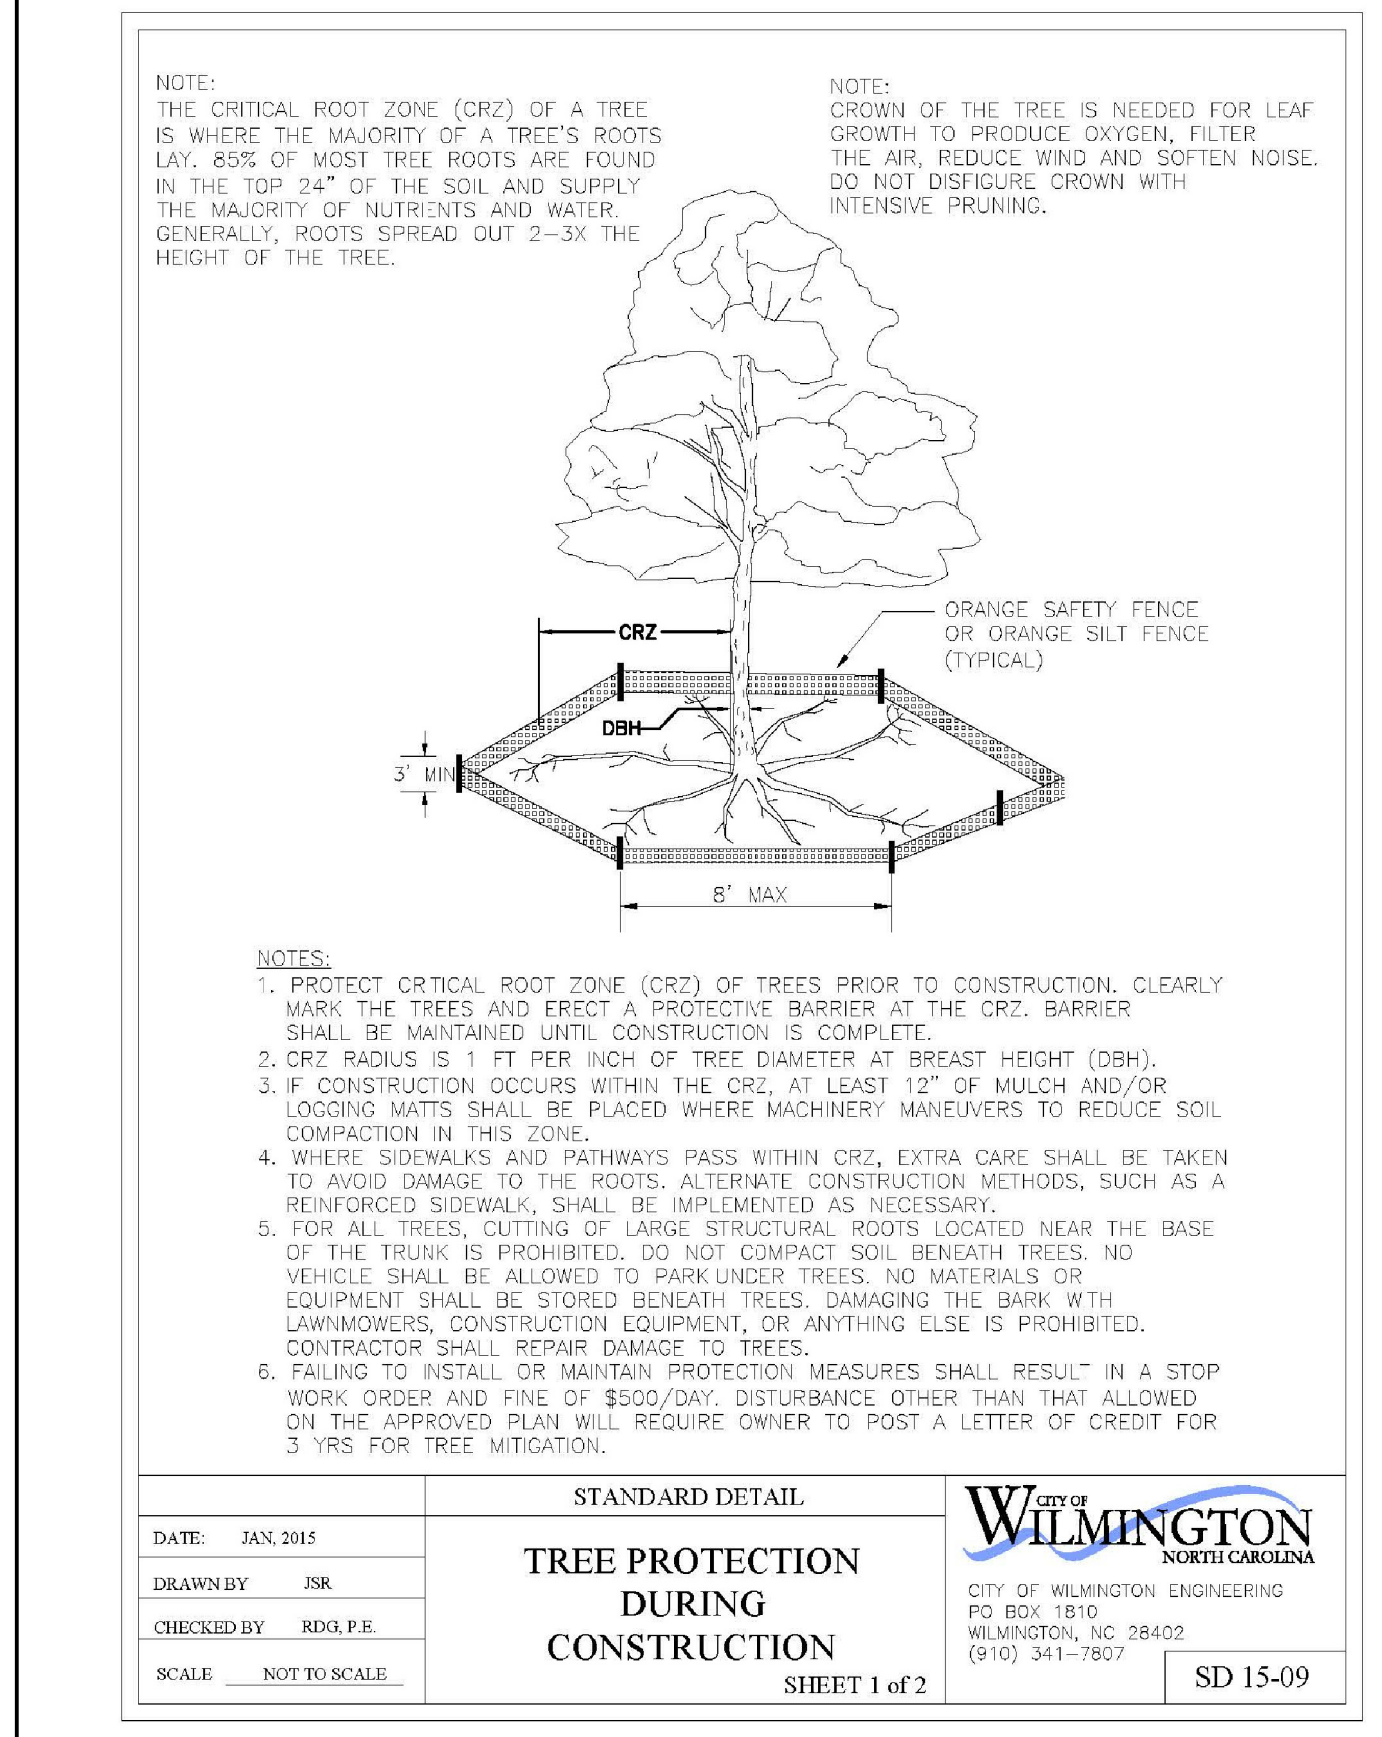 NOTE:
THE CRITICAL ROOT ZONE (CRZ) OF A TREE
IS WHERE THE MAJORITY OF A TREE'S ROOTS
LAY. 85% OF MOST TREE ROOTS ARE FOUND
IN THE TOP 24" OF THE SOIL AND SUPPLY
THE MAJORITY OF NUTRIENTS AND WATER.
GENERALLY, ROOTS SPREAD OUT 2-3X THE
HEIGHT OF THE TREE.
NOTE:
CROWN OF THE TREE IS NEEDED FOR LEAF
GROWTH TO PRODUCE OXYGEN, FILTER
THE AIR, REDUCE WIND AND SOFTEN NOISE.
DO NOT DISFIGURE CROWN WITH
INTENSIVE PRUNING.
ORANGE SAFETY FENCE
OR ORANGE SILT FENCE
(TYPICAL)
CRZ
DBH
3' MIN
8' MAX
NOTES:
1. PROTECT CRTICAL ROOT ZONE (CRZ) OF TREES PRIOR TO CONSTRUCTION. CLEARLY
MARK THE TREES AND ERECT A PROTECTIVE BARRIER AT THE CRZ. BARRIER
SHALL BE MAINTAINED UNTIL CONSTRUCTION IS COMPLETE.
2. CRZ RADIUS IS 1 FT PER INCH OF TREE DIAMETER AT BREAST HEIGHT (DBH).
3. IF CONSTRUCTION OCCURS WITHIN THE CRZ, AT LEAST 12" OF MULCH AND/OR
LOGGING MATTS SHALL BE PLACED WHERE MACHINERY MANEUVERS TO REDUCE SOIL
COMPACTION IN THIS ZONE.
4. WHERE SIDEWALKS AND PATHWAYS PASS WITHIN CRZ, EXTRA CARE SHALL BE TAKEN
TO AVOID DAMAGE TO THE ROOTS. ALTERNATE CONSTRUCTION METHODS, SUCH AS A
REINFORCED SIDEWALK, SHALL BE IMPLEMENTED AS NECESSARY.
5. FOR ALL TREES, CUTTING OF LARGE STRUCTURAL ROOTS LOCATED NEAR THE BASE
OF THE TRUNK IS PROHIBITED. DO NOT COMPACT SOIL BENEATH TREES. NO
VEHICLE SHALL BE ALLOWED TO PARK UNDER TREES. NO MATERIALS OR
EQUIPMENT SHALL BE STORED BENEATH TREES. DAMAGING THE BARK WITH
LAWNMOWERS, CONSTRUCTION EQUIPMENT, OR ANYTHING ELSE IS PROHIBITED.
CONTRACTOR SHALL REPAIR DAMAGE TO TREES.
6. FAILING TO INSTALL OR MAINTAIN PROTECTION MEASURES SHALL RESULT IN A STOP
WORK ORDER AND FINE OF $500/DAY. DISTURBANCE OTHER THAN THAT ALLOWED
ON THE APPROVED PLAN WILL REQUIRE OWNER TO POST A LETTER OF CREDIT FOR
3 YRS FOR TREE MITIGATION.
DATE: JAN, 2015
DRAWN BY JSR
CHECKED BY RDG, P.E.
SCALE NOT TO SCALE
STANDARD DETAIL
TREE PROTECTION
DURING
CONSTRUCTION
SHEET 1 of 2
CITY OF
WILMINGTON
NORTH CAROLINA
CITY OF WILMINGTON ENGINEERING
PO BOX 1810
WILMINGTON, NC 28402
(910) 341-7807
SD 15-09